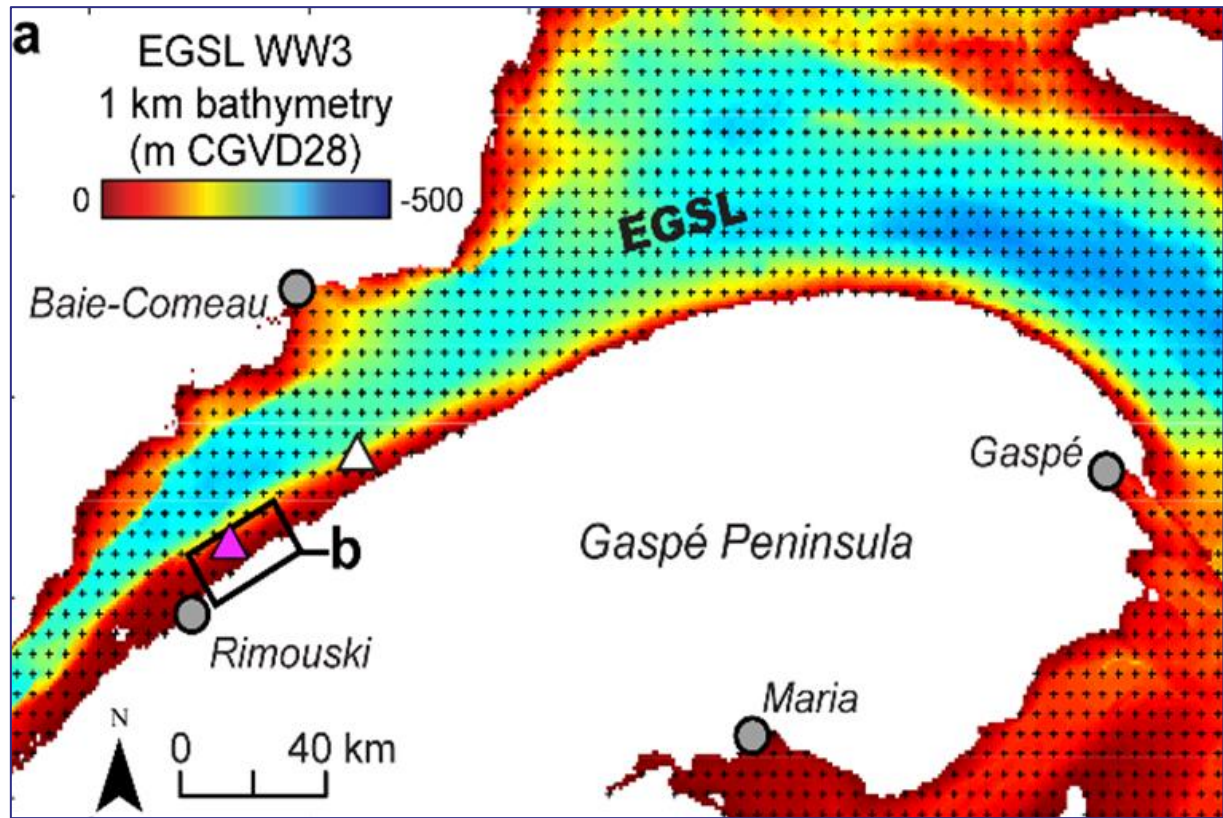 a
EGSL WW3
1 km bathymetry
(m CGVD28)
0 -500
EGSL
Baie-Comeau
Gaspé
Gaspé Peninsula
b
Rimouski
Maria
N
0 40 km